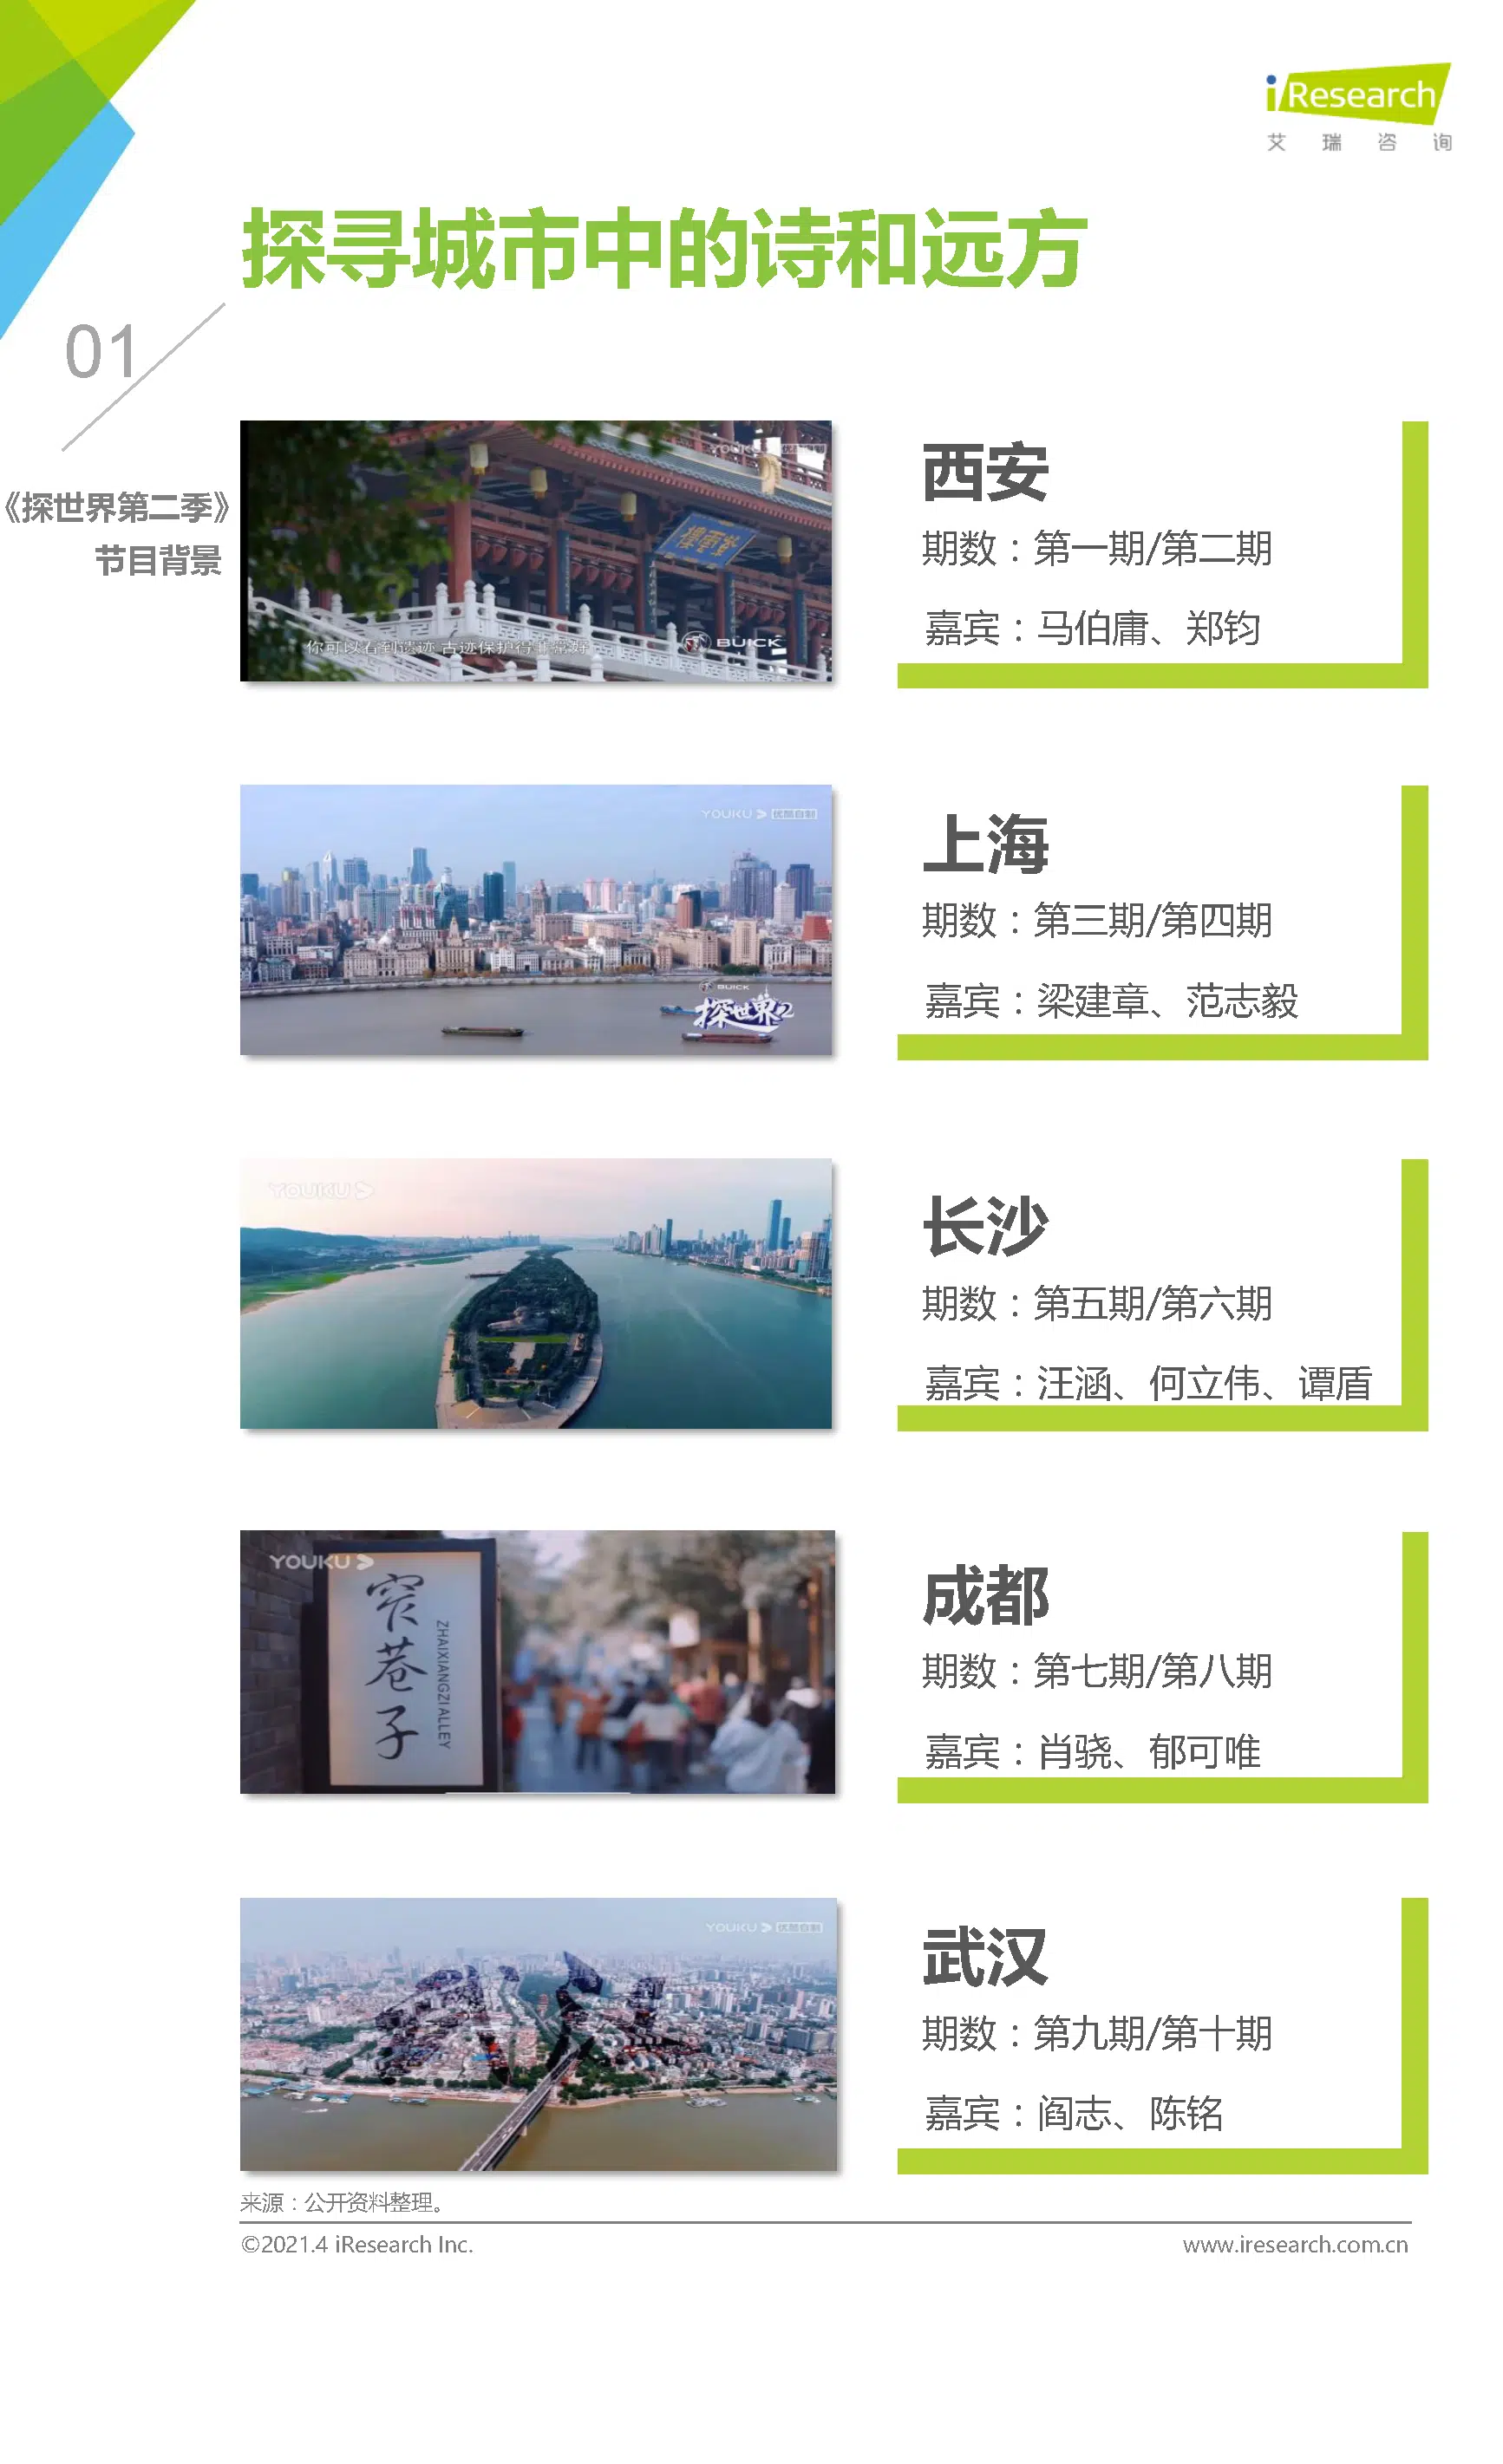 iResearch
艾瑞咨询
探寻城市中的诗和远方
01
《探世界第二季》
节目背景
你可以看到遗迹 古迹保护得非常好
BUICK
西安
期数：第一期/第二期
嘉宾：马伯庸、郑钧
YOUKU 优酷自制
BUICK
探世界2
上海
期数：第三期/第四期
嘉宾：梁建章、范志毅
YOUKU
长沙
期数：第五期/第六期
嘉宾：汪涵、何立伟、谭盾
YOUKU
窄巷子
ZHAIXIANGZI ALLEY
成都
期数：第七期/第八期
嘉宾：肖骁、郁可唯
YOUKU 优酷自制
武汉
期数：第九期/第十期
嘉宾：阎志、陈铭
来源：公开资料整理。
©2021.4 iResearch Inc.
www.iresearch.com.cn